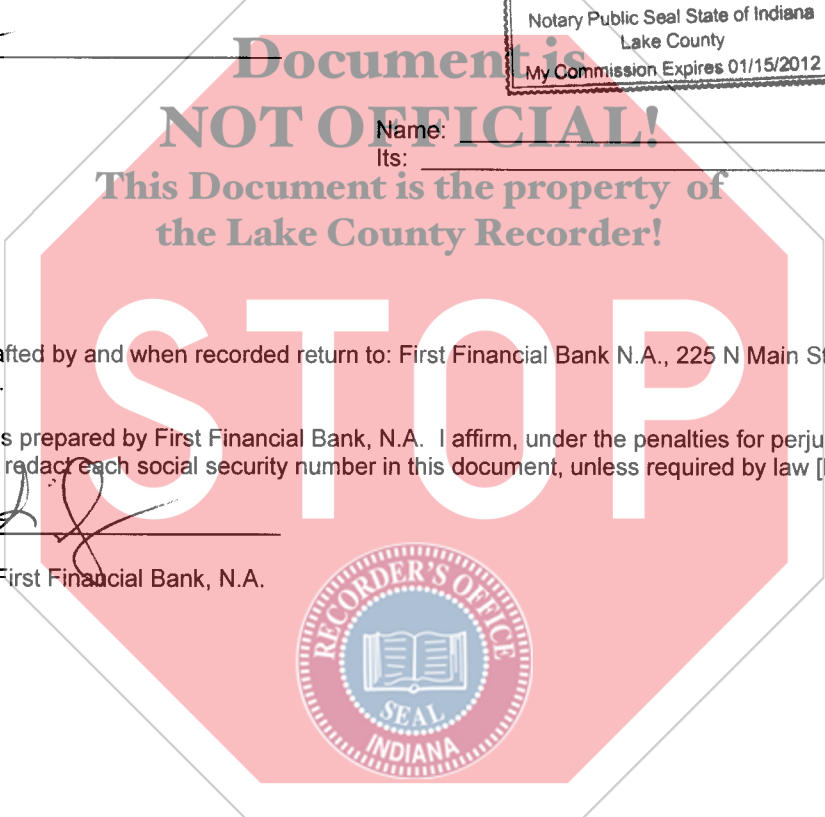 Notary Public Seal State of Indiana
Lake County
My Commission Expires 01/15/2012
Document is
NOT OFFICIAL!
Name:
Its:
This Document is the property of
the Lake County Recorder!
STOP
afted by and when recorded return to: First Financial Bank N.A., 225 N Main St
s prepared by First Financial Bank, N.A. I affirm, under the penalties for perju
redact each social security number in this document, unless required by law [
First Financial Bank, N.A.
RECORDER'S OFFICE
SEAL
INDIANA